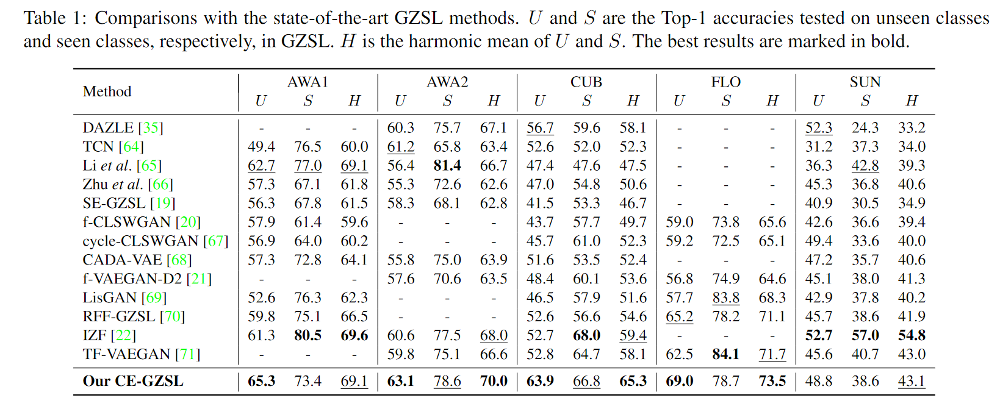 Table 1: Comparisons with the state-of-the-art GZSL methods. U and S are the Top-1 accuracies tested on unseen classes
and seen classes, respectively, in GZSL. H is the harmonic mean of U and S. The best results are marked in bold.
Method AWA1 AWA2 CUB FLO SUN
U S H U S H U S H U S H U S H
DAZLE [35] - - - 60.3 75.7 67.1 56.7 59.6 58.1 - - - 52.3 24.3 33.2
TCN [64] 49.4 76.5 60.0 61.2 65.8 63.4 52.6 52.0 52.3 - - - 31.2 37.3 34.0
Li et al. [65] 62.7 77.0 69.1 56.4 81.4 66.7 47.4 47.6 47.5 - - - 36.3 42.8 39.3
Zhu et al. [66] 57.3 67.1 61.8 55.3 72.6 62.6 47.0 54.8 50.6 - - - 45.3 36.8 40.6
SE-GZSL [19] 56.3 67.8 61.5 58.3 68.1 62.8 41.5 53.3 46.7 - - - 40.9 30.5 34.9
f-CLSWGAN [20] 57.9 61.4 59.6 - - - 43.7 57.7 49.7 59.0 73.8 65.6 42.6 36.6 39.4
cycle-CLSWGAN [67] 56.9 64.0 60.2 - - - 45.7 61.0 52.3 59.2 72.5 65.1 49.4 33.6 40.0
CADA-VAE [68] 57.3 72.8 64.1 55.8 75.0 63.9 51.6 53.5 52.4 - - - 47.2 35.7 40.6
f-VAEGAN-D2 [21] - - - 57.6 70.6 63.5 48.4 60.1 53.6 56.8 74.9 64.6 45.1 38.0 41.3
LisGAN [69] 52.6 76.3 62.3 - - - 46.5 57.9 51.6 57.7 83.8 68.3 42.9 37.8 40.2
RFF-GZSL [70] 59.8 75.1 66.5 - - - 52.6 56.6 54.6 65.2 78.2 71.1 45.7 38.6 41.9
IZF [22] 61.3 80.5 69.6 60.6 77.5 68.0 52.7 68.0 59.4 - - - 52.7 57.0 54.8
TF-VAEGAN [71] - - - 59.8 75.1 66.6 52.8 64.7 58.1 62.5 84.1 71.7 45.6 40.7 43.0
Our CE-GZSL 65.3 73.4 69.1 63.1 78.6 70.0 63.9 66.8 65.3 69.0 78.7 73.5 48.8 38.6 43.1